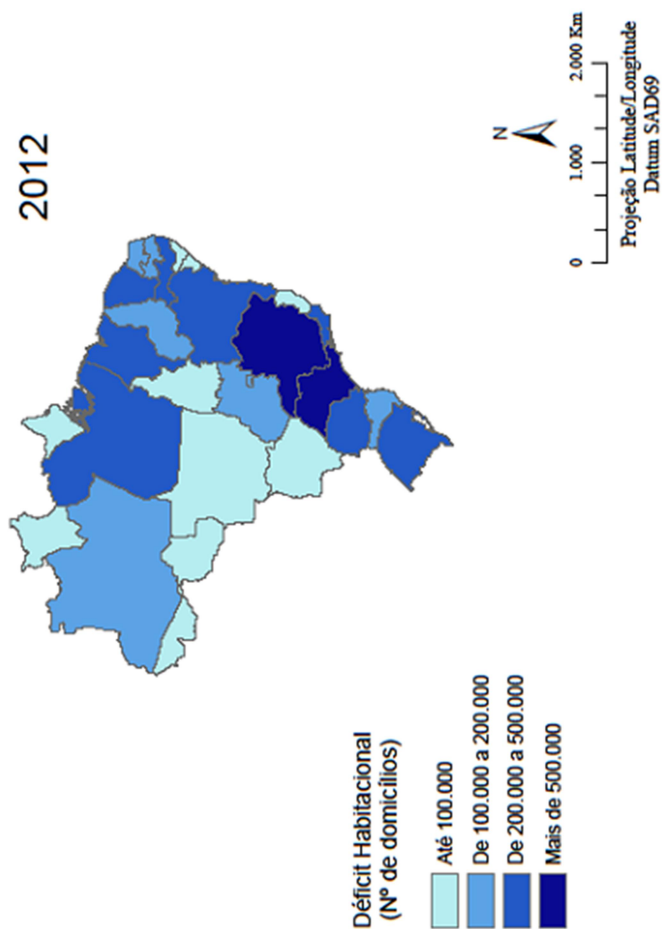 2012
Déficit Habitacional
(Nº de domicílios)
Até 100.000
De 100.000 a 200.000
De 200.000 a 500.000
Mais de 500.000
N
0 1.000 2.000 Km
Projeção Latitude/Longitude
Datum SAD69